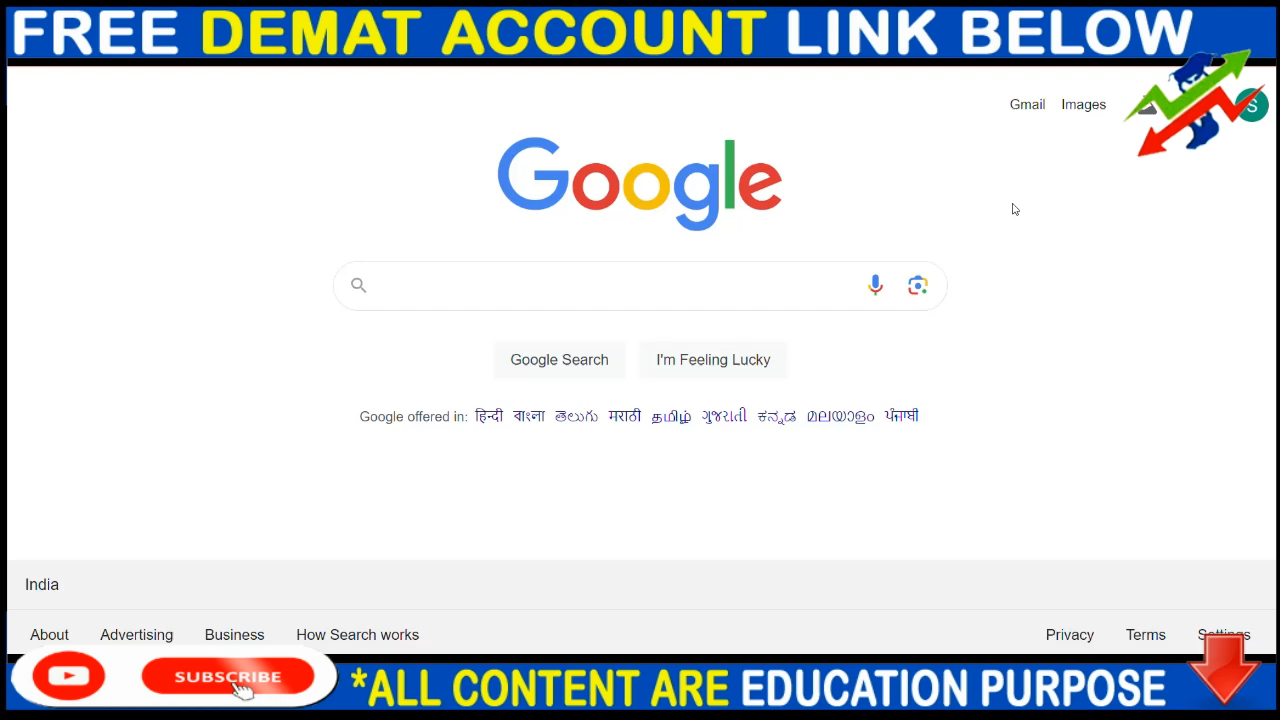 FREE DEMAT ACCOUNT LINK BELOW
Gmail Images
S
Google
Google Search I'm Feeling Lucky
Google offered in: हिन्दी বাংলা తెలుగు मराठी தமிழ் ગુજરાતી ಕನ್ನಡ മലയാളം ਪੰਜਾਬੀ
India
About Advertising Business How Search works Privacy Terms Settings
SUBSCRIBE
*ALL CONTENT ARE EDUCATION PURPOSE